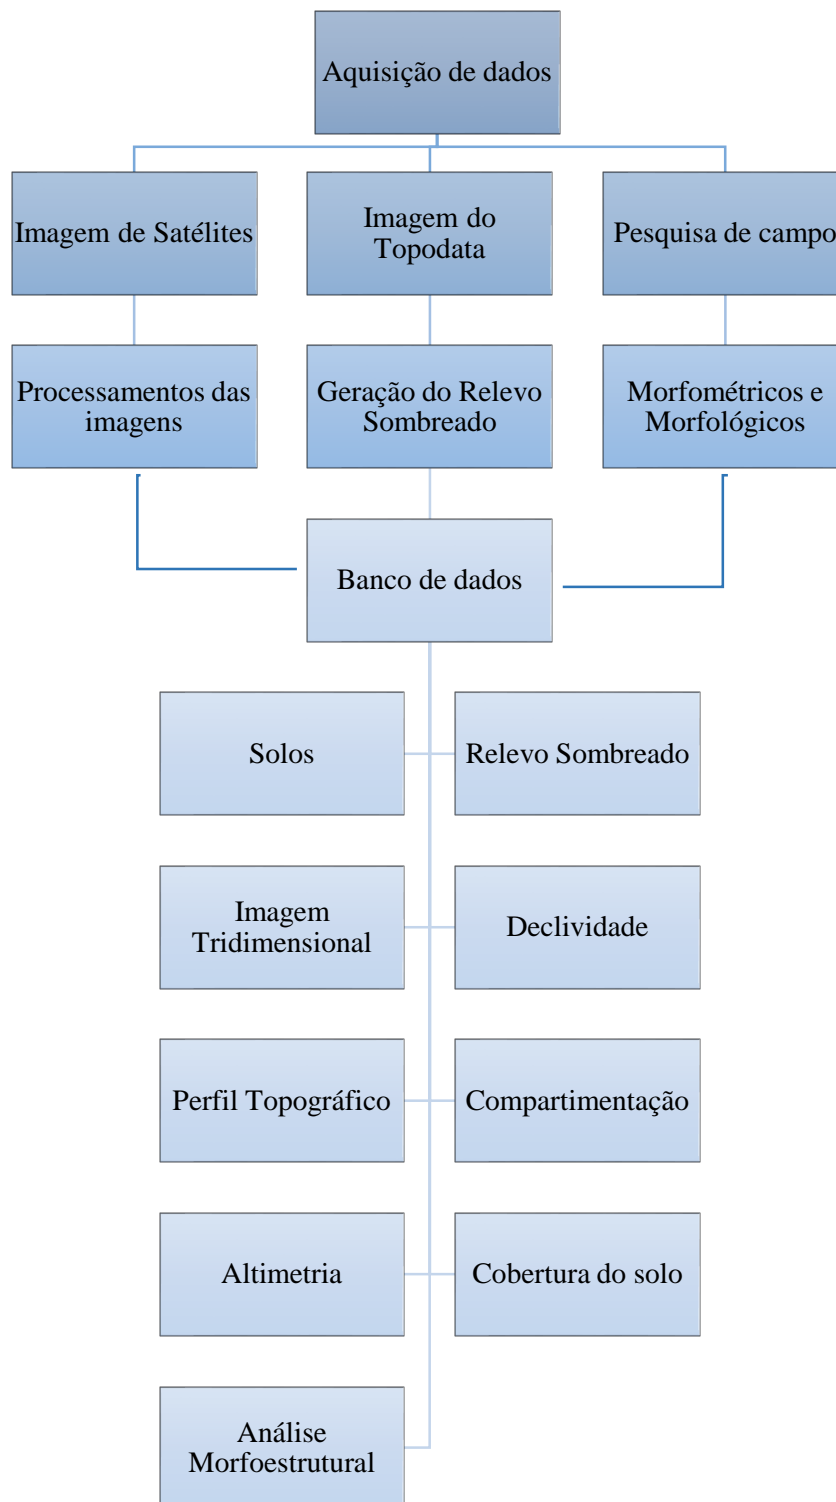 Aquisição de dados
Imagem de Satélites
Imagem do
Topodata
Pesquisa de campo
Processamentos das
imagens
Geração do Relevo
Sombreado
Morfométricos e
Morfológicos
Banco de dados
Solos
Relevo Sombreado
Imagem
Tridimensional
Declividade
Perfil Topográfico
Compartimentação
Altimetria
Cobertura do solo
Análise
Morfoestrutural